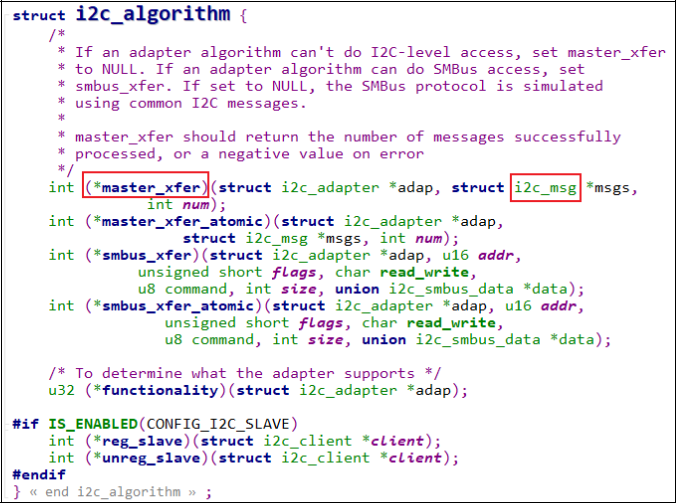 struct i2c_algorithm {
/*
* If an adapter algorithm can't do I2C-level access, set master_xfer
* to NULL. If an adapter algorithm can do SMBus access, set
* smbus_xfer. If set to NULL, the SMBus protocol is simulated
* using common I2C messages.
*
* master_xfer should return the number of messages successfully
* processed, or a negative value on error
*/
int (*master_xfer)(struct i2c_adapter *adap, struct i2c_msg *msgs,
int num);
int (*master_xfer_atomic)(struct i2c_adapter *adap,
struct i2c_msg *msgs, int num);
int (*smbus_xfer)(struct i2c_adapter *adap, u16 addr,
unsigned short flags, char read_write,
u8 command, int size, union i2c_smbus_data *data);
int (*smbus_xfer_atomic)(struct i2c_adapter *adap, u16 addr,
unsigned short flags, char read_write,
u8 command, int size, union i2c_smbus_data *data);
/* To determine what the adapter supports */
u32 (*functionality)(struct i2c_adapter *adap);
#if IS_ENABLED(CONFIG_I2C_SLAVE)
int (*reg_slave)(struct i2c_client *client);
int (*unreg_slave)(struct i2c_client *client);
#endif
} « end i2c_algorithm » ;